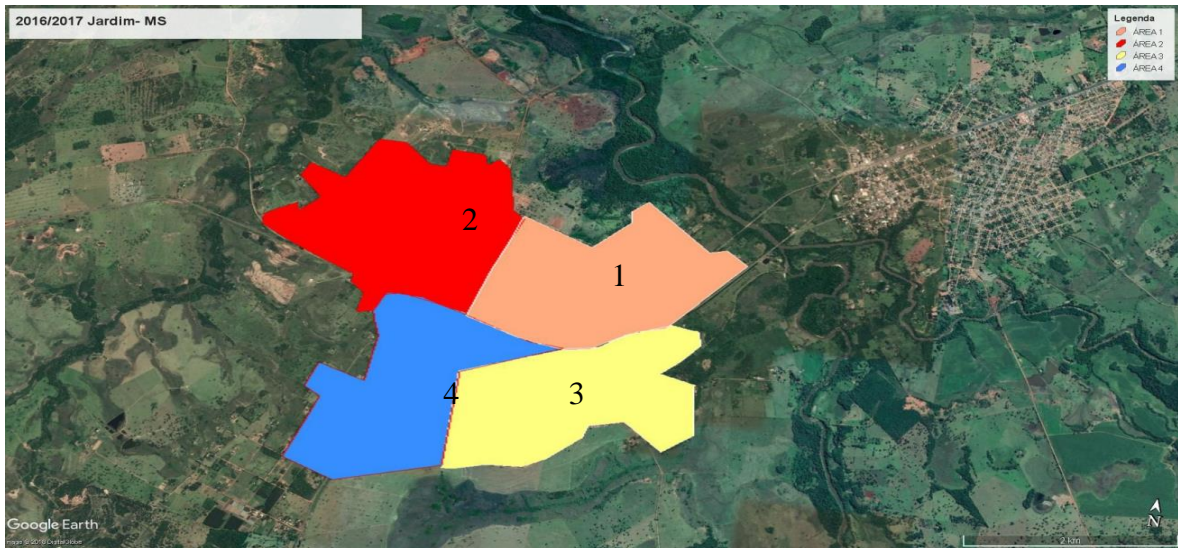 2016/2017 Jardim- MS
Legenda
ÁREA 1
ÁREA 2
ÁREA 3
ÁREA 4
2
1
4
3
Google Earth
N
2 km